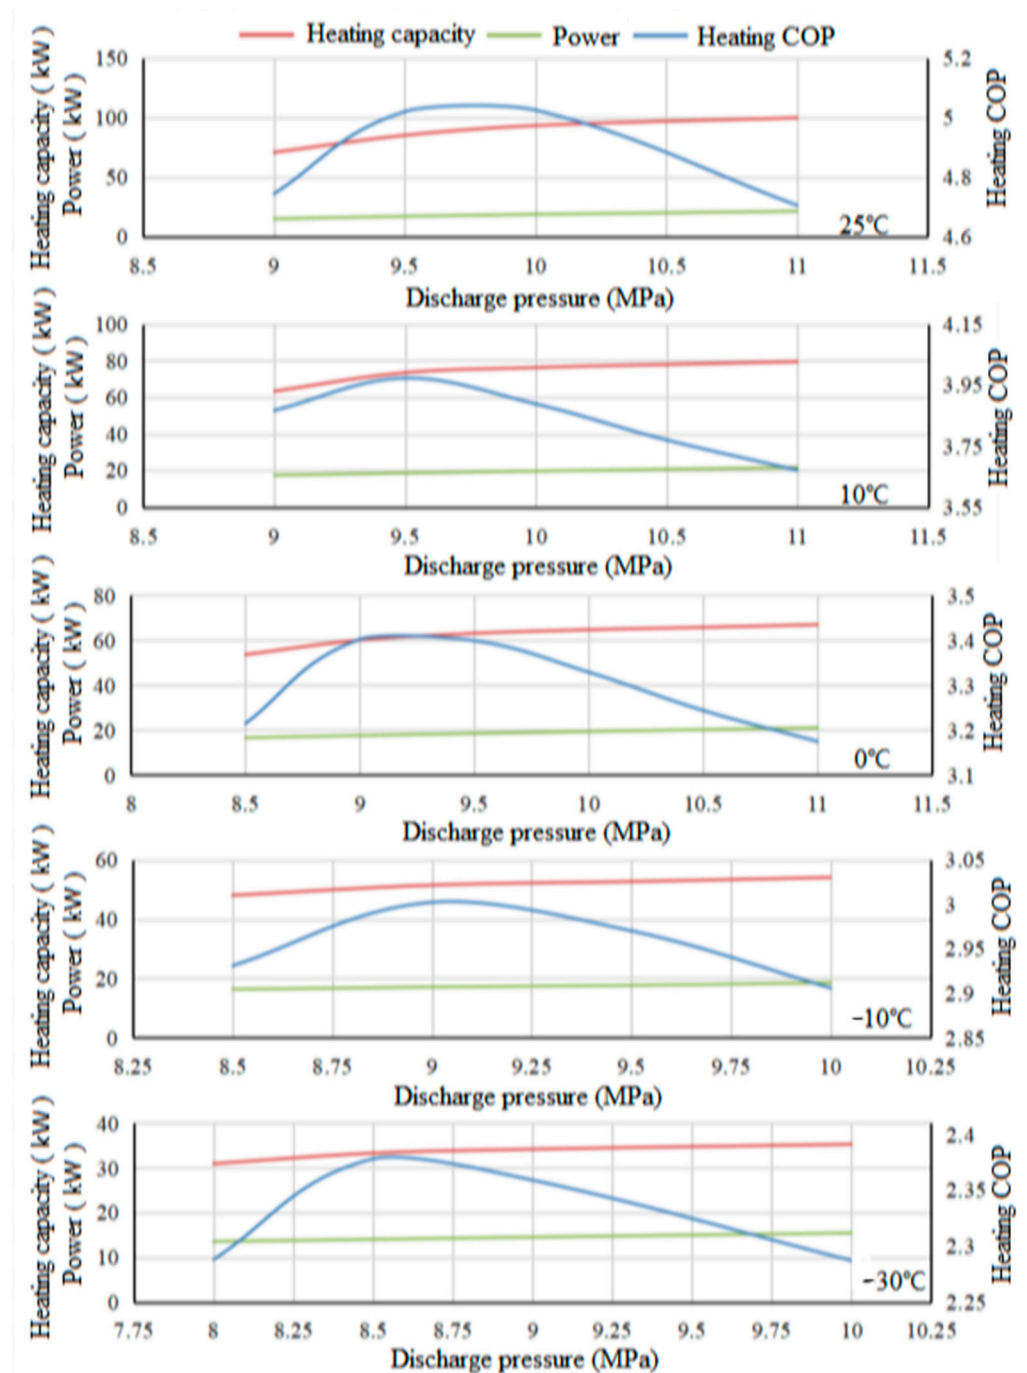 Heating capacity Power Heating COP
Heating capacity ( kW )
Power ( kW )
150
100
50
0
5.2
5
4.8
4.6
Heating COP
25℃
8.5 9 9.5 10 10.5 11 11.5
Discharge pressure (MPa)
Heating capacity ( kW )
Power ( kW )
100
80
60
40
20
0
4.15
3.95
3.75
3.55
Heating COP
10℃
8.5 9 9.5 10 10.5 11 11.5
Discharge pressure (MPa)
Heating capacity ( kW )
Power ( kW )
80
60
40
20
0
3.5
3.4
3.3
3.2
3.1
Heating COP
0℃
8 8.5 9 9.5 10 10.5 11 11.5
Discharge pressure (MPa)
Heating capacity ( kW )
Power ( kW )
60
40
20
0
3.05
3
2.95
2.9
2.85
Heating COP
−10℃
8.25 8.5 8.75 9 9.25 9.5 9.75 10 10.25
Discharge pressure (MPa)
Heating capacity ( kW )
Power ( kW )
40
30
20
10
0
2.4
2.35
2.3
2.25
Heating COP
−30℃
7.75 8 8.25 8.5 8.75 9 9.25 9.5 9.75 10 10.25
Discharge pressure (MPa)